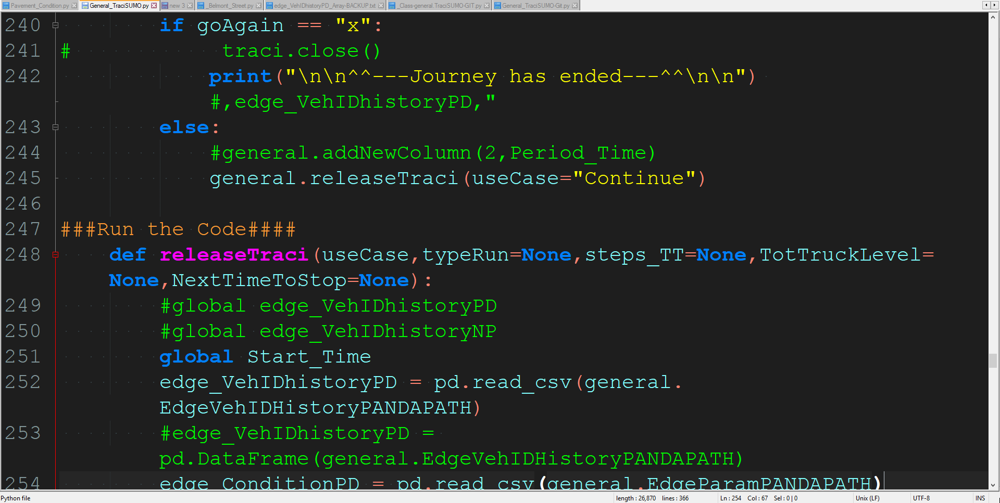 Pavement_Condition.py General_TraciSUMO.py new 3 _Belmont_Street.py edge_VehIDhistoryPD_Array-BACKUP.txt _Class-general.TraciSUMO-GIT.py General_TraciSUMO-Git.py
240 if goAgain == "x":
241 # traci.close()
242 print("\n\n^^---Journey has ended---^^\n\n")
#,edge_VehIDhistoryPD,"
243 else:
244 #general.addNewColumn(2,Period_Time)
245 general.releaseTraci(useCase="Continue")
246
247 ###Run the Code####
248 def releaseTraci(useCase,typeRun=None,steps_TT=None,TotTruckLevel=
None,NextTimeToStop=None):
249 #global edge_VehIDhistoryPD
250 #global edge_VehIDhistoryNP
251 global Start_Time
252 edge_VehIDhistoryPD = pd.read_csv(general.
EdgeVehIDHistoryPANDAPATH)
253 #edge_VehIDhistoryPD =
pd.DataFrame(general.EdgeVehIDHistoryPANDAPATH)
254 edge_ConditionPD = pd.read_csv(general.EdgeParamPANDAPATH)
Python file length : 26,870 lines : 366 Ln : 254 Col : 67 Sel : 0 | 0 Unix (LF) UTF-8 INS